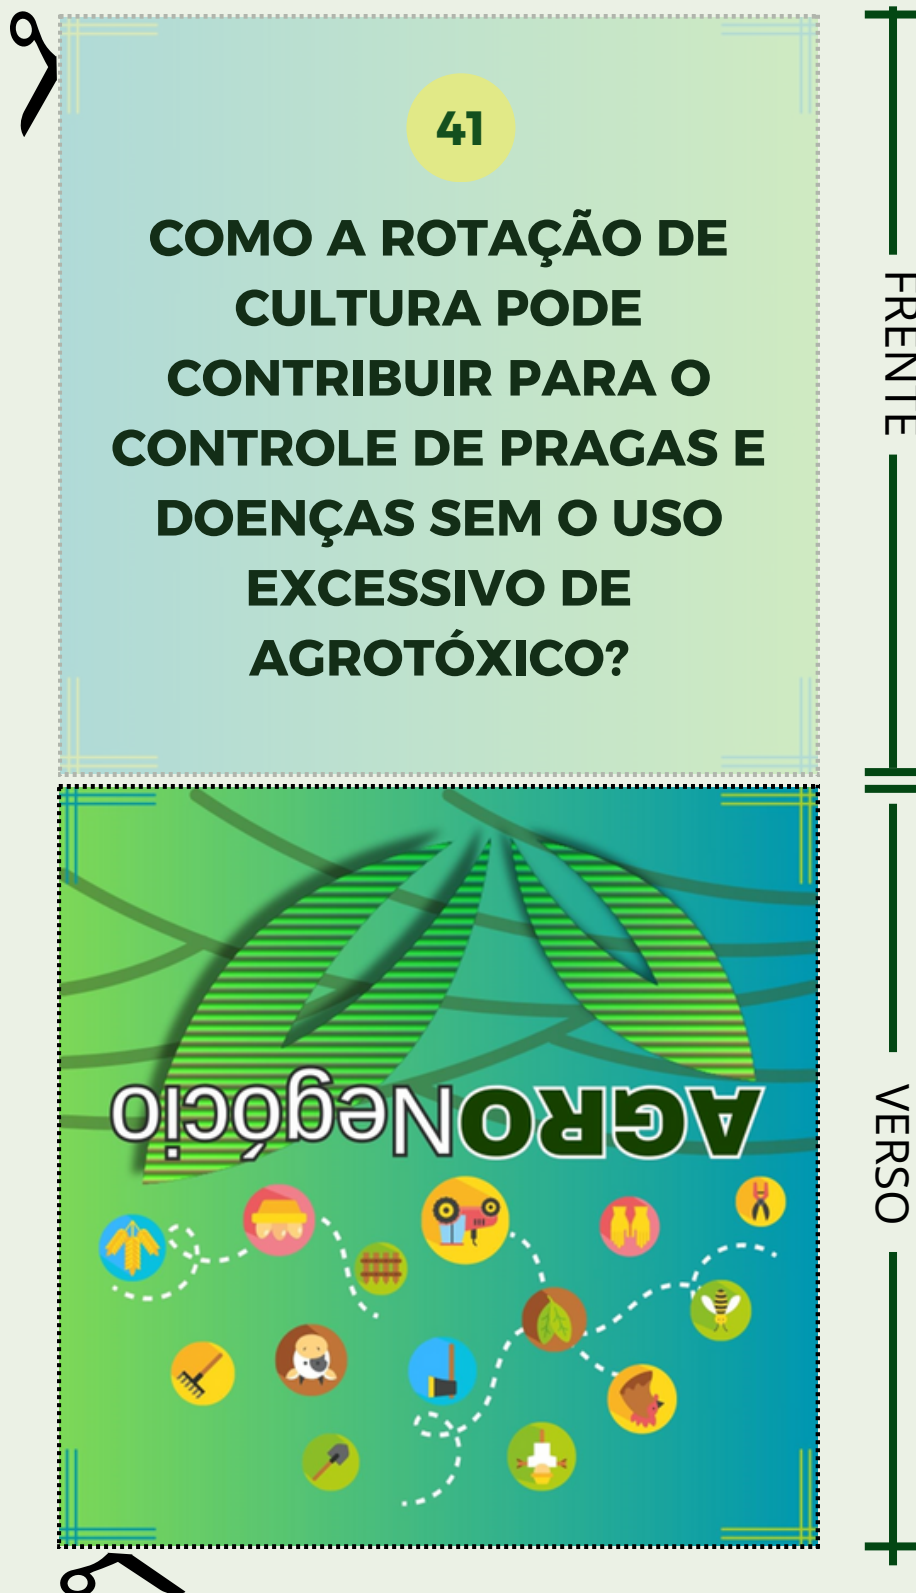 41
COMO A ROTAÇÃO DE
CULTURA PODE
CONTRIBUIR PARA O
CONTROLE DE PRAGAS E
DOENÇAS SEM O USO
EXCESSIVO DE
AGROTÓXICO?
FRENTE
AGRONegócio
VERSO